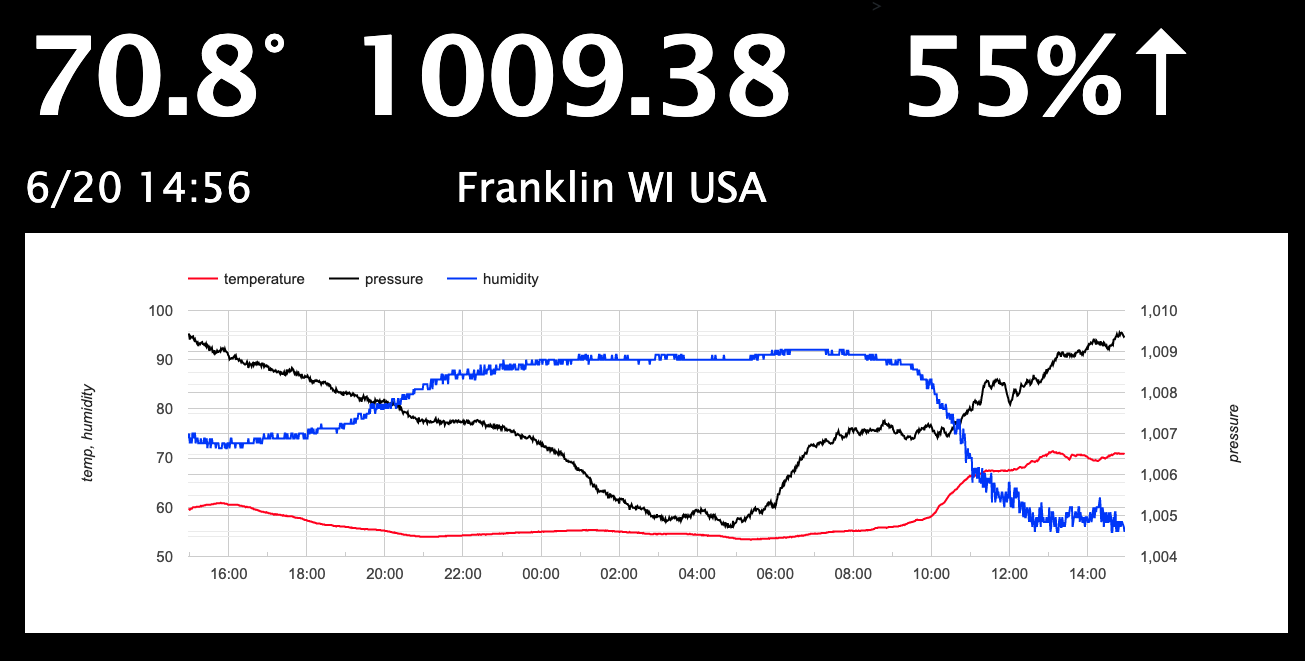 >
70.8° 1009.38 55%↑
6/20 14:56 Franklin WI USA
temperature pressure humidity
100 1,010
90 1,009
80 1,008
70 1,007
60 1,006
50 1,005
1,004
temp, humidity
pressure
16:00 18:00 20:00 22:00 00:00 02:00 04:00 06:00 08:00 10:00 12:00 14:00